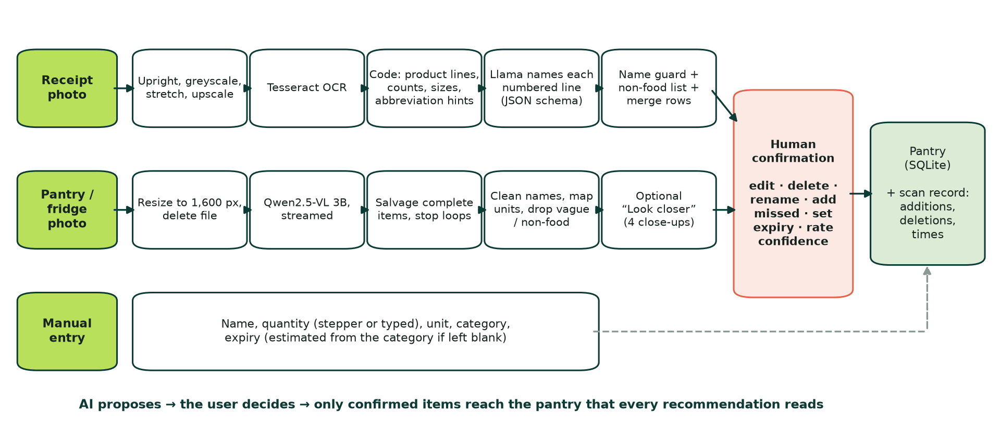 Receipt
photo
Upright, greyscale,
stretch, upscale
Tesseract OCR
Code: product lines,
counts, sizes,
abbreviation hints
Llama names each
numbered line
(JSON schema)
Name guard +
non-food list +
merge rows
Pantry /
fridge
photo
Resize to 1,600 px,
delete file
Qwen2.5-VL 3B,
streamed
Salvage complete
items, stop loops
Clean names, map
units, drop vague
/ non-food
Optional
“Look closer”
(4 close-ups)
Human
confirmation
edit · delete ·
rename · add
missed · set
expiry · rate
confidence
Pantry
(SQLite)
+ scan record:
additions,
deletions,
times
Manual
entry
Name, quantity (stepper or typed), unit, category,
expiry (estimated from the category if left blank)
AI proposes → the user decides → only confirmed items reach the pantry that every recommendation reads